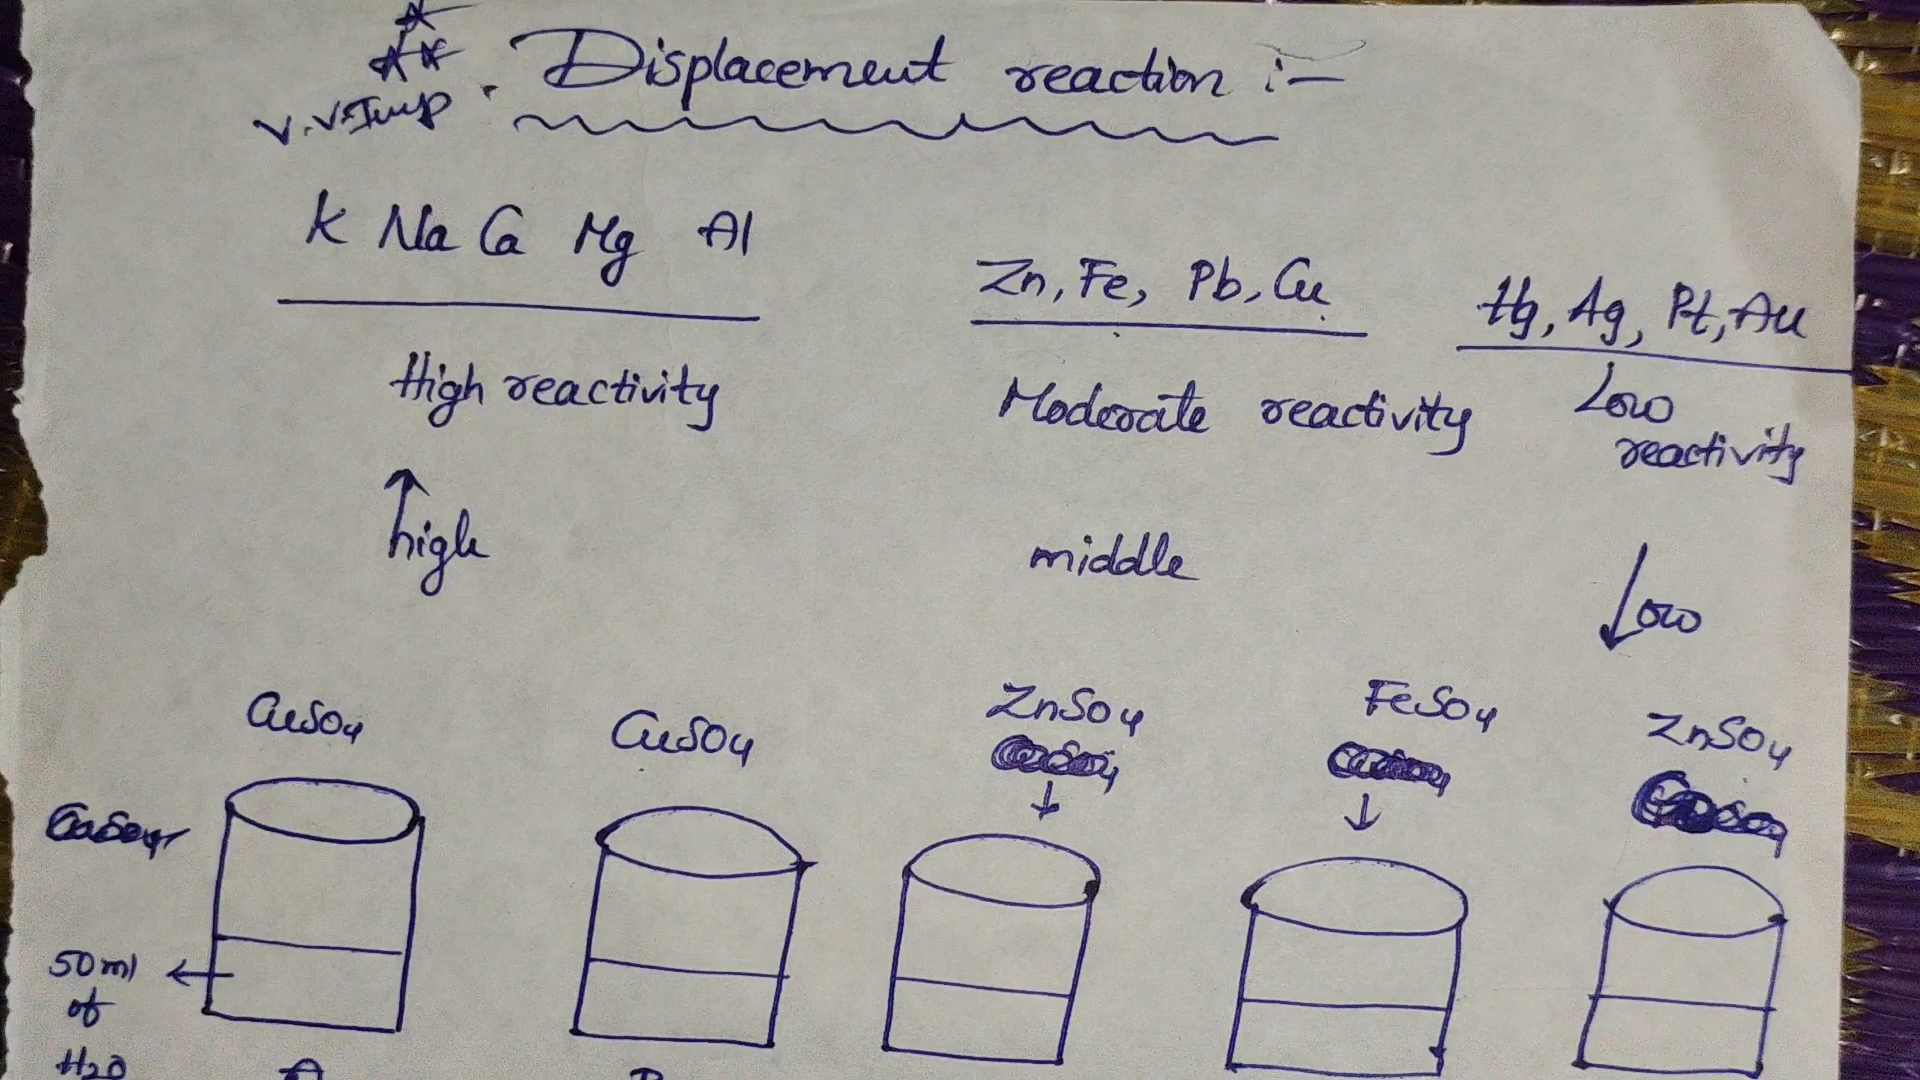 V.V.Imp. Displacement reaction :-
K Na Ca Mg Al
Zn, Fe, Pb, Cu
Hg, Ag, Pt, Au
High reactivity
Moderate reactivity
Low
reactivity
high
middle
Low
CuSO4
CuSO4
ZnSO4
FeSO4
ZnSO4
50ml
of
H2O
A
B